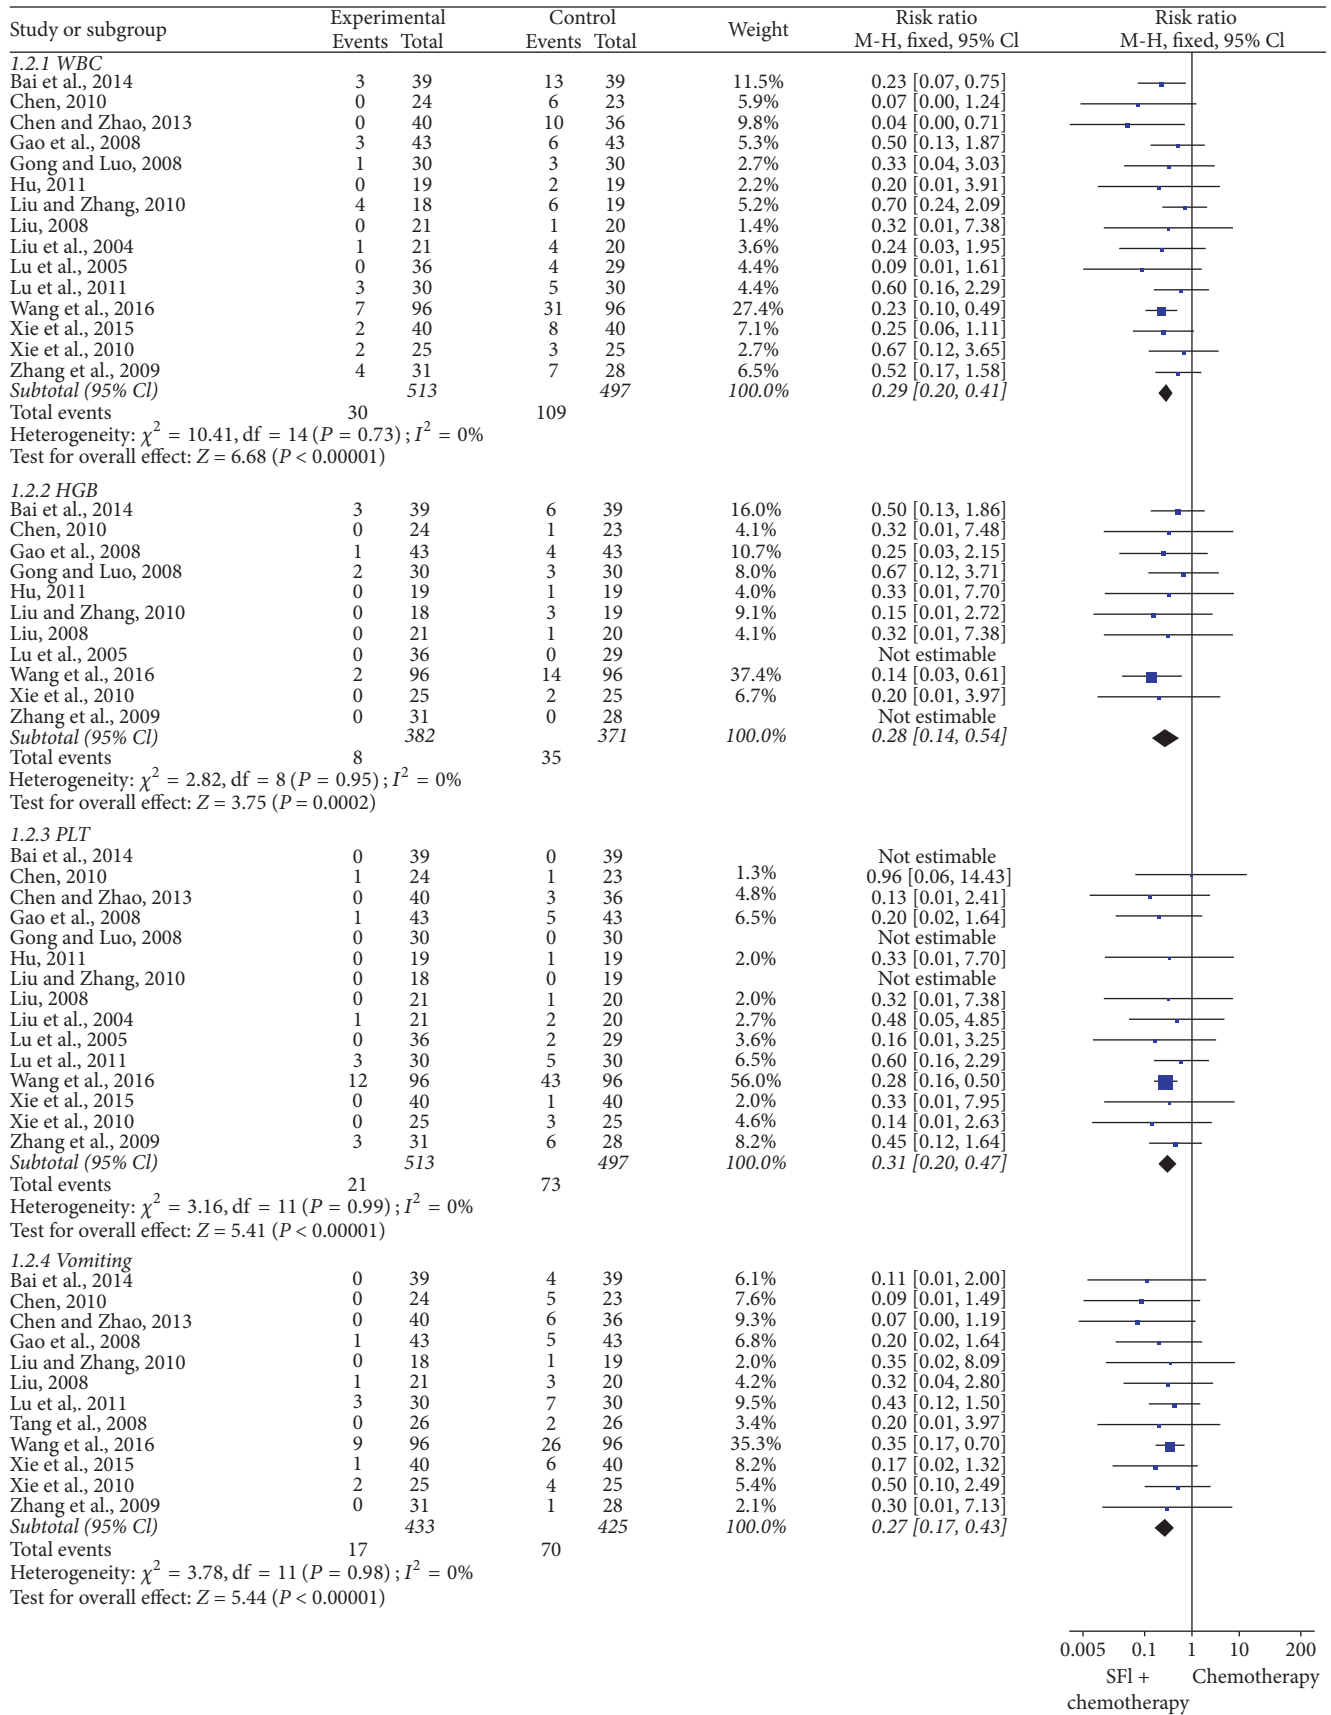 Study or subgroup Experimental Control Weight Risk ratio Risk ratio
Events Total Events Total M-H, fixed, 95% Cl M-H, fixed, 95% Cl
1.2.1 WBC
Bai et al., 2014 3 39 13 39 11.5% 0.23 [0.07, 0.75]
Chen, 2010 0 24 6 23 5.9% 0.07 [0.00, 1.24]
Chen and Zhao, 2013 0 40 10 36 9.8% 0.04 [0.00, 0.71]
Gao et al., 2008 3 43 6 43 5.3% 0.50 [0.13, 1.87]
Gong and Luo, 2008 1 30 3 30 2.7% 0.33 [0.04, 3.03]
Hu, 2011 0 19 2 19 2.2% 0.20 [0.01, 3.91]
Liu and Zhang, 2010 4 18 6 19 5.2% 0.70 [0.24, 2.09]
Liu, 2008 0 21 1 20 1.4% 0.32 [0.01, 7.38]
Liu et al., 2004 1 21 4 20 3.6% 0.24 [0.03, 1.95]
Lu et al., 2005 0 36 4 29 4.4% 0.09 [0.01, 1.61]
Lu et al., 2011 3 30 5 30 4.4% 0.60 [0.16, 2.29]
Wang et al., 2016 7 96 31 96 27.4% 0.23 [0.10, 0.49]
Xie et al., 2015 2 40 8 40 7.1% 0.25 [0.06, 1.11]
Xie et al., 2010 2 25 3 25 2.7% 0.67 [0.12, 3.65]
Zhang et al., 2009 4 31 7 28 6.5% 0.52 [0.17, 1.58]
Subtotal (95% Cl) 513 497 100.0% 0.29 [0.20, 0.41]
Total events 30 109
Heterogeneity: χ² = 10.41, df = 14 (P = 0.73); I² = 0%
Test for overall effect: Z = 6.68 (P < 0.00001)
1.2.2 HGB
Bai et al., 2014 3 39 6 39 16.0% 0.50 [0.13, 1.86]
Chen, 2010 0 24 1 23 4.1% 0.32 [0.01, 7.48]
Gao et al., 2008 1 43 4 43 10.7% 0.25 [0.03, 2.15]
Gong and Luo, 2008 2 30 3 30 8.0% 0.67 [0.12, 3.71]
Hu, 2011 0 19 1 19 4.0% 0.33 [0.01, 7.70]
Liu and Zhang, 2010 0 18 3 19 9.1% 0.15 [0.01, 2.72]
Liu, 2008 0 21 1 20 4.1% 0.32 [0.01, 7.38]
Lu et al., 2005 0 36 0 29 Not estimable
Wang et al., 2016 2 96 14 96 37.4% 0.14 [0.03, 0.61]
Xie et al., 2010 0 25 2 25 6.7% 0.20 [0.01, 3.97]
Zhang et al., 2009 0 31 0 28 Not estimable
Subtotal (95% Cl) 382 371 100.0% 0.28 [0.14, 0.54]
Total events 8 35
Heterogeneity: χ² = 2.82, df = 8 (P = 0.95); I² = 0%
Test for overall effect: Z = 3.75 (P = 0.0002)
1.2.3 PLT
Bai et al., 2014 0 39 0 39 Not estimable
Chen, 2010 1 24 1 23 1.3% 0.96 [0.06, 14.43]
Chen and Zhao, 2013 0 40 3 36 4.8% 0.13 [0.01, 2.41]
Gao et al., 2008 1 43 5 43 6.5% 0.20 [0.02, 1.64]
Gong and Luo, 2008 0 30 0 30 Not estimable
Hu, 2011 0 19 1 19 2.0% 0.33 [0.01, 7.70]
Liu and Zhang, 2010 0 18 0 19 Not estimable
Liu, 2008 0 21 1 20 2.0% 0.32 [0.01, 7.38]
Liu et al., 2004 1 21 2 20 2.7% 0.48 [0.05, 4.85]
Lu et al., 2005 0 36 2 29 3.6% 0.16 [0.01, 3.25]
Lu et al., 2011 3 30 5 30 6.5% 0.60 [0.16, 2.29]
Wang et al., 2016 12 96 43 96 56.0% 0.28 [0.16, 0.50]
Xie et al., 2015 0 40 1 40 2.0% 0.33 [0.01, 7.95]
Xie et al., 2010 0 25 3 25 4.6% 0.14 [0.01, 2.63]
Zhang et al., 2009 3 31 6 28 8.2% 0.45 [0.12, 1.64]
Subtotal (95% Cl) 513 497 100.0% 0.31 [0.20, 0.47]
Total events 21 73
Heterogeneity: χ² = 3.16, df = 11 (P = 0.99); I² = 0%
Test for overall effect: Z = 5.41 (P < 0.00001)
1.2.4 Vomiting
Bai et al., 2014 0 39 4 39 6.1% 0.11 [0.01, 2.00]
Chen, 2010 0 24 5 23 7.6% 0.09 [0.01, 1.49]
Chen and Zhao, 2013 0 40 6 36 9.3% 0.07 [0.00, 1.19]
Gao et al., 2008 1 43 5 43 6.8% 0.20 [0.02, 1.64]
Liu and Zhang, 2010 0 18 1 19 2.0% 0.35 [0.02, 8.09]
Liu, 2008 1 21 3 20 4.2% 0.32 [0.04, 2.80]
Lu et al,. 2011 3 30 7 30 9.5% 0.43 [0.12, 1.50]
Tang et al., 2008 0 26 2 26 3.4% 0.20 [0.01, 3.97]
Wang et al., 2016 9 96 26 96 35.3% 0.35 [0.17, 0.70]
Xie et al., 2015 1 40 6 40 8.2% 0.17 [0.02, 1.32]
Xie et al., 2010 2 25 4 25 5.4% 0.50 [0.10, 2.49]
Zhang et al., 2009 0 31 1 28 2.1% 0.30 [0.01, 7.13]
Subtotal (95% Cl) 433 425 100.0% 0.27 [0.17, 0.43]
Total events 17 70
Heterogeneity: χ² = 3.78, df = 11 (P = 0.98); I² = 0%
Test for overall effect: Z = 5.44 (P < 0.00001)
0.005 0.1 1 10 200
SFl + Chemotherapy
chemotherapy